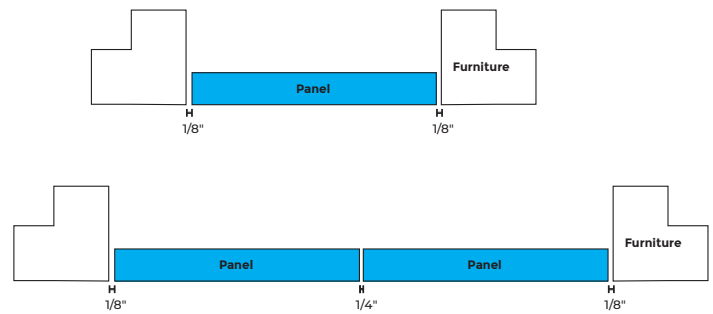 Furniture
Panel
1/8" 1/8"
Furniture
Panel Panel
1/8" 1/4" 1/8"